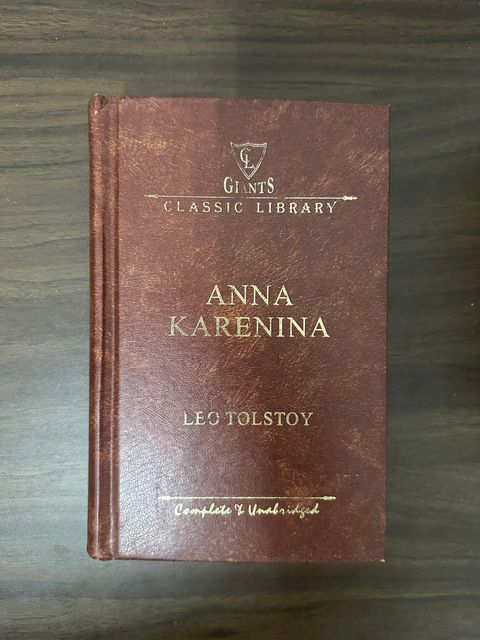 CL
GIANTS
CLASSIC LIBRARY
ANNA
KARENINA
LEO TOLSTOY
Complete & Unabridged